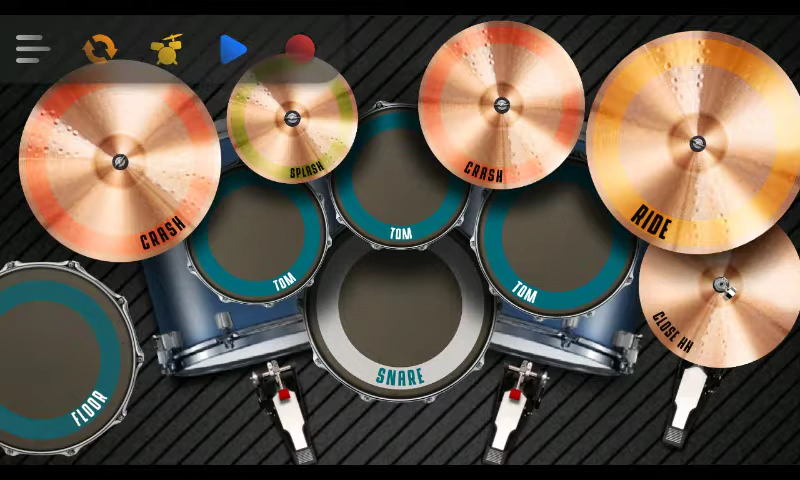 CRASH
SPLASH
CRASH
RIDE
TOM
TOM
TOM
CLOSE HH
SNARE
FLOOR